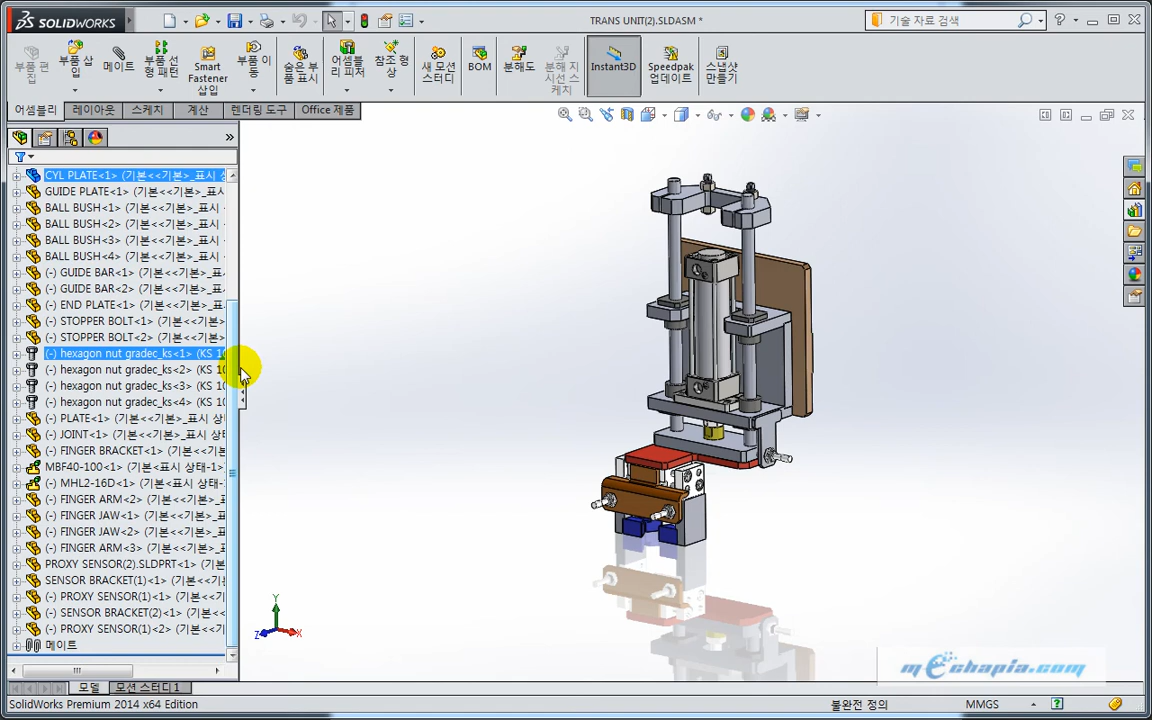 SOLIDWORKS
TRANS UNIT(2).SLDASM *
기술 자료 검색
부품 편집
부품 삽입
메이트
부품 선형 패턴
Smart Fastener 삽입
부품 이동
숨은 부품 표시
어셈블리 피처
참조 형상
새 모션 스터디
BOM
분해도
분해 지시선 스케치
Instant3D
Speedpak 업데이트
스냅샷 만들기
어셈블리 레이아웃 스케치 계산 렌더링 도구 Office 제품
CYL PLATE<1> (기본<<기본>_표시 상
GUIDE PLATE<1> (기본<<기본>_표시
BALL BUSH<1> (기본<<기본>_표시
BALL BUSH<2> (기본<<기본>_표시
BALL BUSH<3> (기본<<기본>_표시
BALL BUSH<4> (기본<<기본>_표시
(-) GUIDE BAR<1> (기본<<기본>_표
(-) GUIDE BAR<2> (기본<<기본>_표
(-) END PLATE<1> (기본<<기본>_표
(-) STOPPER BOLT<1> (기본<<기본>
(-) STOPPER BOLT<2> (기본<<기본>
(-) hexagon nut gradec_ks<1> (KS 10
(-) hexagon nut gradec_ks<2> (KS 10
(-) hexagon nut gradec_ks<3> (KS 10
(-) hexagon nut gradec_ks<4> (KS 10
(-) PLATE<1> (기본<<기본>_표시 상
(-) JOINT<1> (기본<<기본>_표시 상
(-) FINGER BRACKET<1> (기본<<기본
MBF40-100<1> (기본<표시 상태-1>)
(-) MHL2-16D<1> (기본<표시 상태-
(-) FINGER ARM<2> (기본<<기본>_표
(-) FINGER JAW<1> (기본<<기본>_표
(-) FINGER JAW<2> (기본<<기본>_표
(-) FINGER ARM<3> (기본<<기본>_표
PROXY SENSOR(2).SLDPRT<1> (기본
SENSOR BRACKET(1)<1> (기본<<기본
(-) PROXY SENSOR(1)<1> (기본<<기
(-) SENSOR BRACKET(2)<1> (기본<<
(-) PROXY SENSOR(1)<2> (기본<<기
메이트
Y
Z X
mechapia.com
모델 모션 스터디1
SolidWorks Premium 2014 x64 Edition
불완전 정의
MMGS